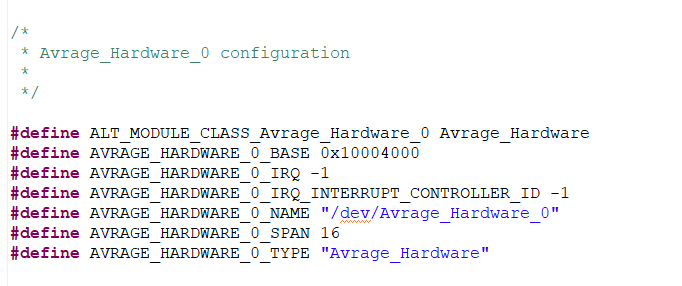 /*
 * Avrage_Hardware_0 configuration
 *
 */
#define ALT_MODULE_CLASS_Avrage_Hardware_0 Avrage_Hardware
#define AVRAGE_HARDWARE_0_BASE 0x10004000
#define AVRAGE_HARDWARE_0_IRQ -1
#define AVRAGE_HARDWARE_0_IRQ_INTERRUPT_CONTROLLER_ID -1
#define AVRAGE_HARDWARE_0_NAME "/dev/Avrage_Hardware_0"
#define AVRAGE_HARDWARE_0_SPAN 16
#define AVRAGE_HARDWARE_0_TYPE "Avrage_Hardware"